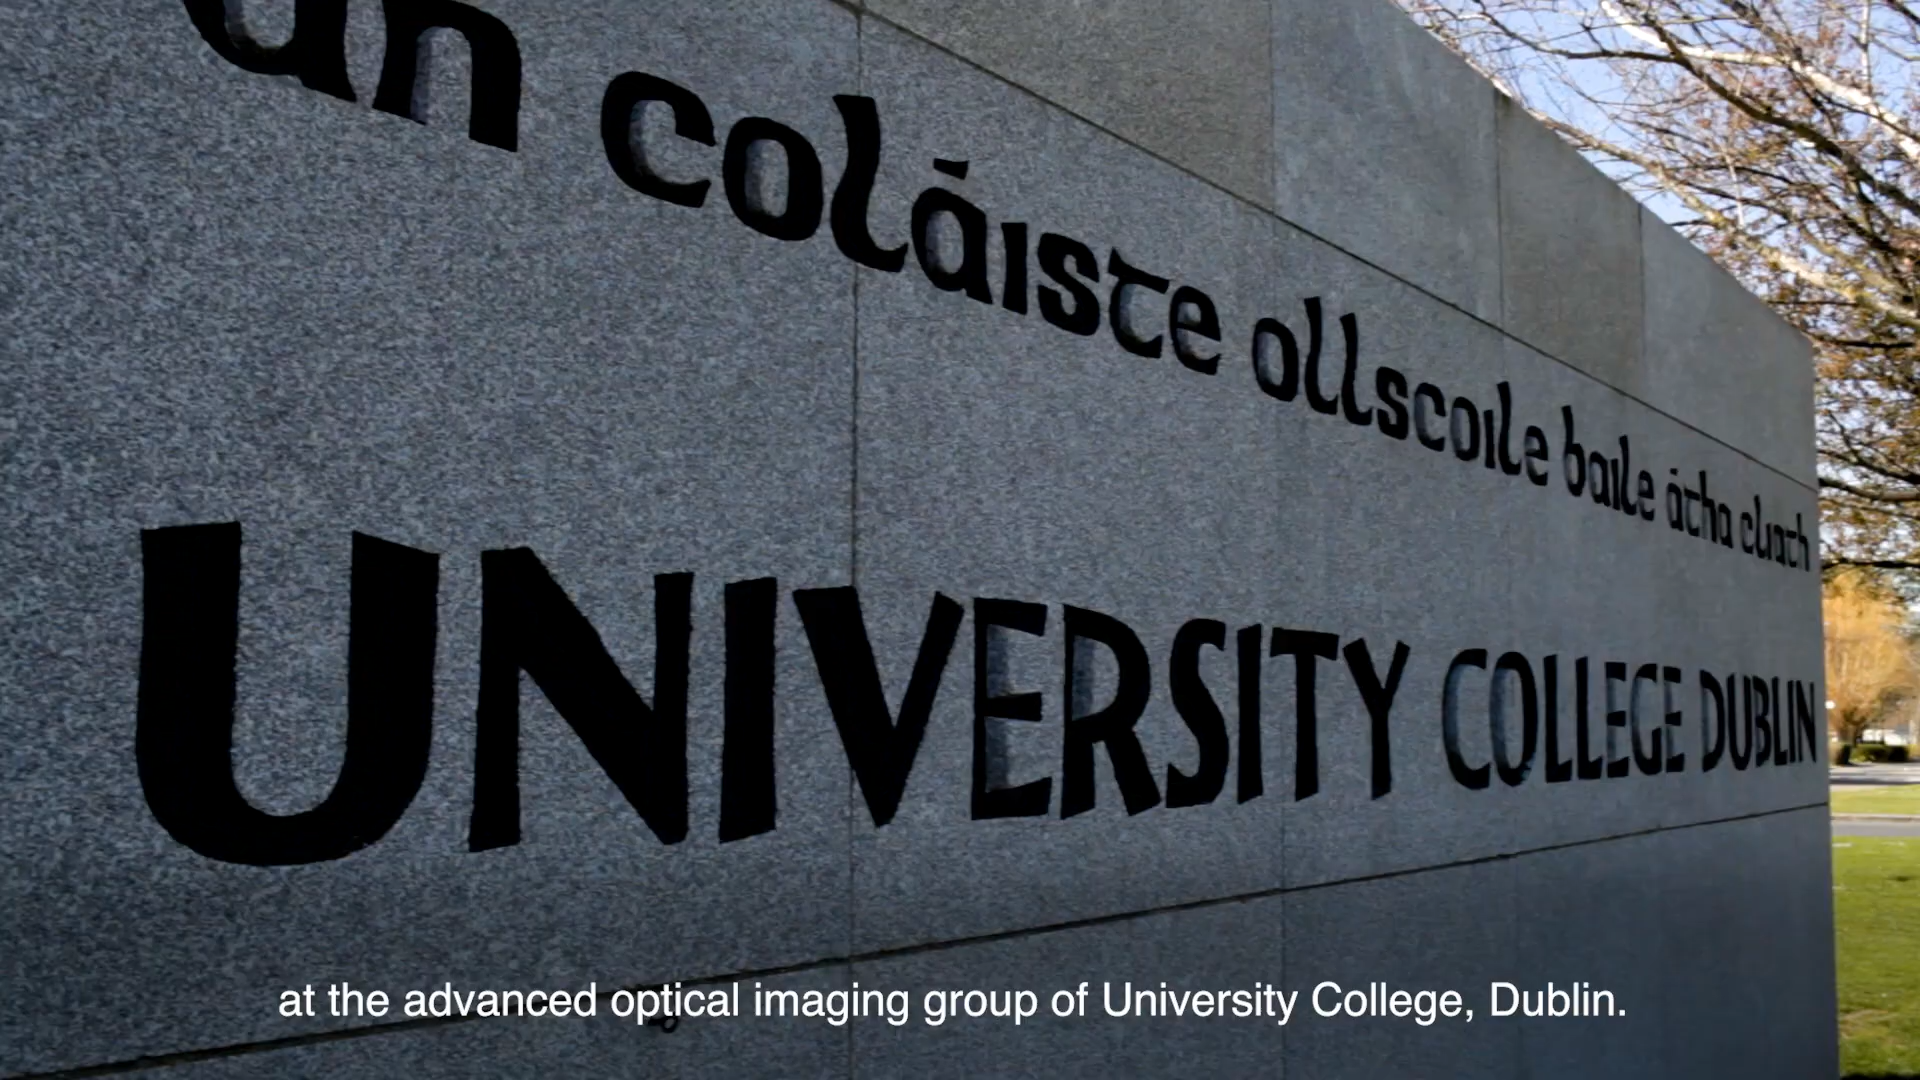 an coláiste ollscoile baile átha cliath
UNIVERSITY COLLEGE DUBLIN
at the advanced optical imaging group of University College, Dublin.